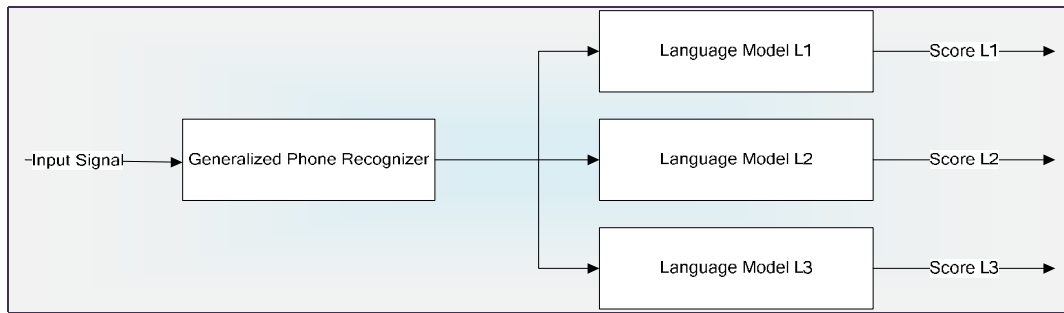 Input Signal
Generalized Phone Recognizer
Language Model L1
Score L1
Language Model L2
Score L2
Language Model L3
Score L3